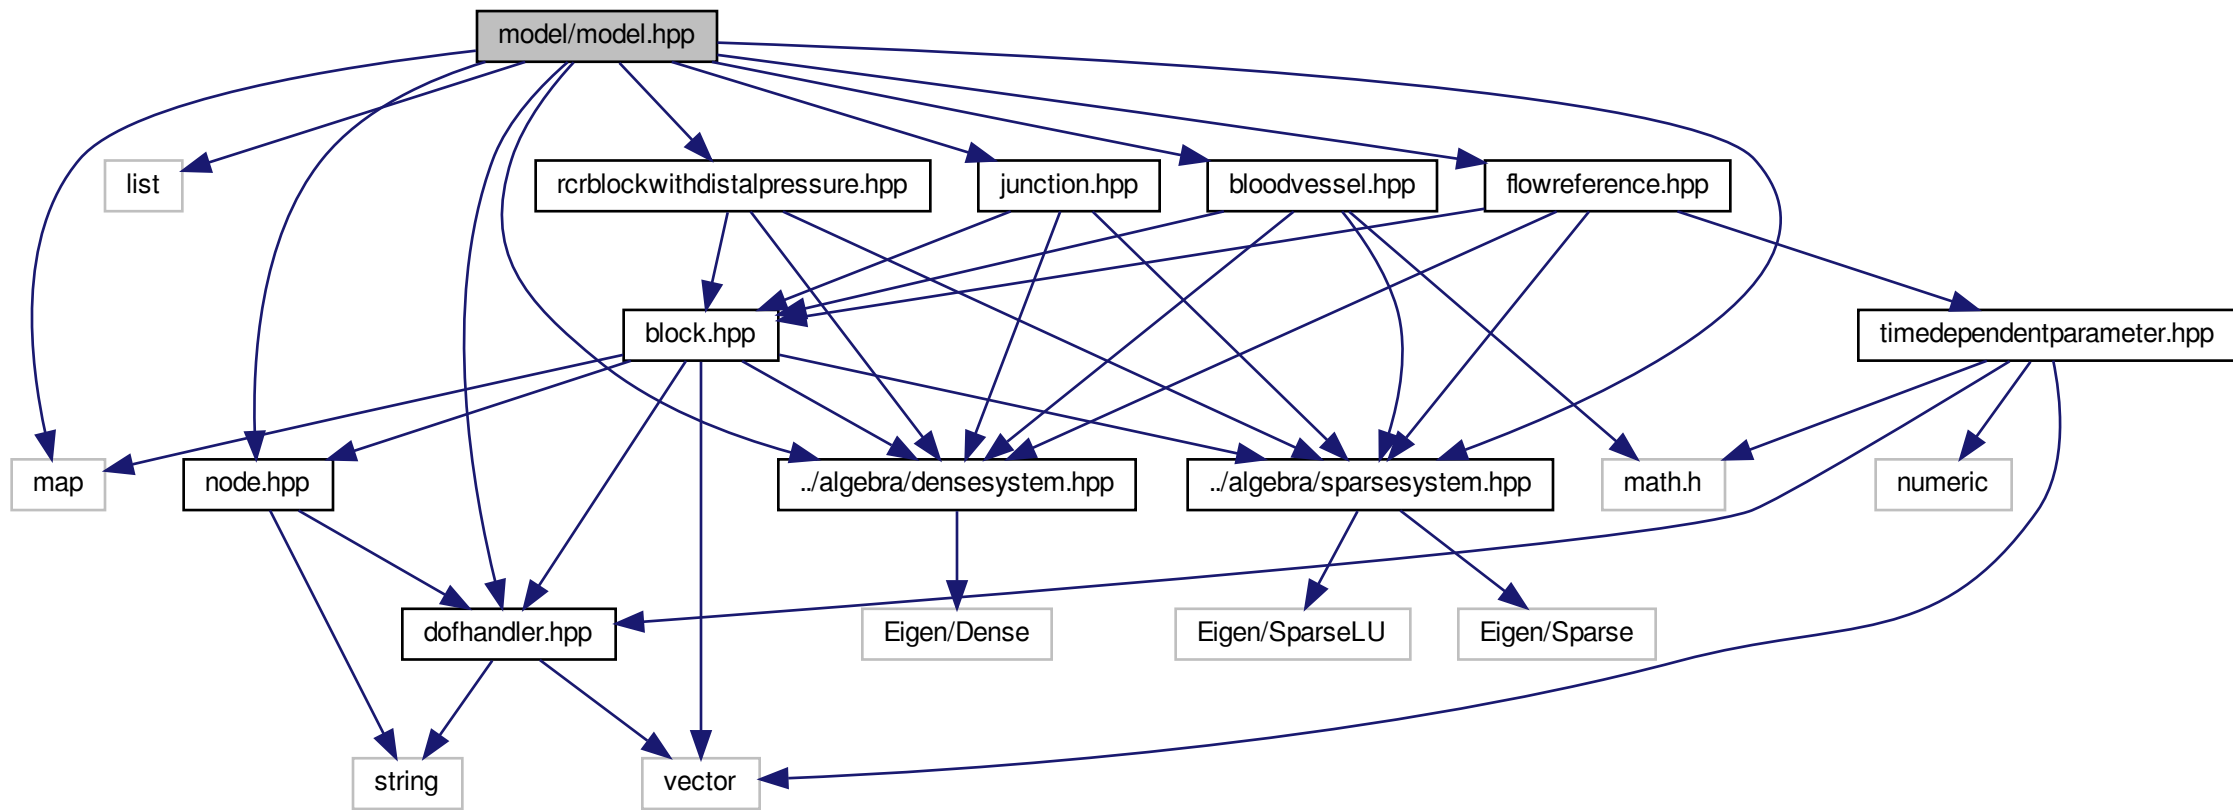 model/model.hpp
list
rcrblockwithdistalpressure.hpp
junction.hpp
bloodvessel.hpp
flowreference.hpp
block.hpp
timedependentparameter.hpp
map
node.hpp
../algebra/densesystem.hpp
../algebra/sparsesystem.hpp
math.h
numeric
dofhandler.hpp
Eigen/Dense
Eigen/SparseLU
Eigen/Sparse
string
vector